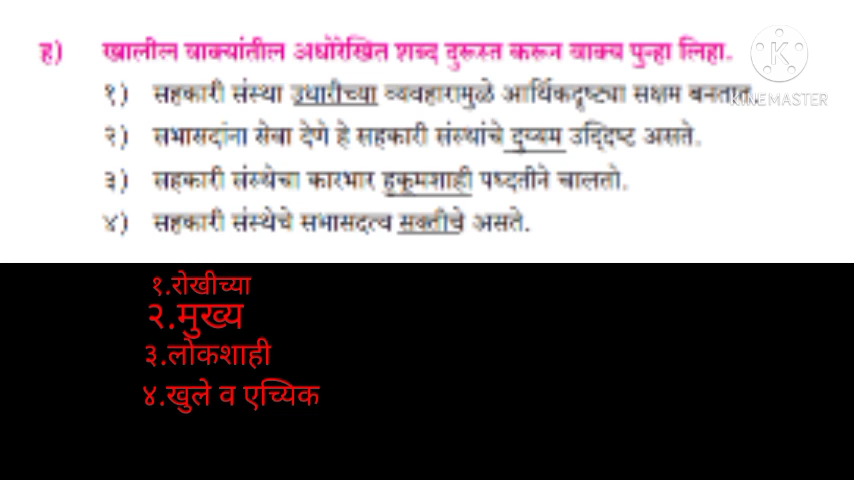 ह) खालील वाक्यांतील अधोरेखित शब्द दुरूस्त करून वाक्य पुन्हा लिहा.
१) सहकारी संस्था उधारीच्या व्यवहारामुळे आर्थिकदृष्ट्या सक्षम बनतात.
२) सभासदांना सेवा देणे हे सहकारी संस्थांचे दुय्यम उद्दिष्ट असते.
३) सहकारी संस्थेचा कारभार हुकूमशाही पध्दतीने चालतो.
४) सहकारी संस्थेचे सभासदत्व सक्तीचे असते.
KINEMASTER
१.रोखीच्या
२.मुख्य
३.लोकशाही
४.खुले व एच्यिक